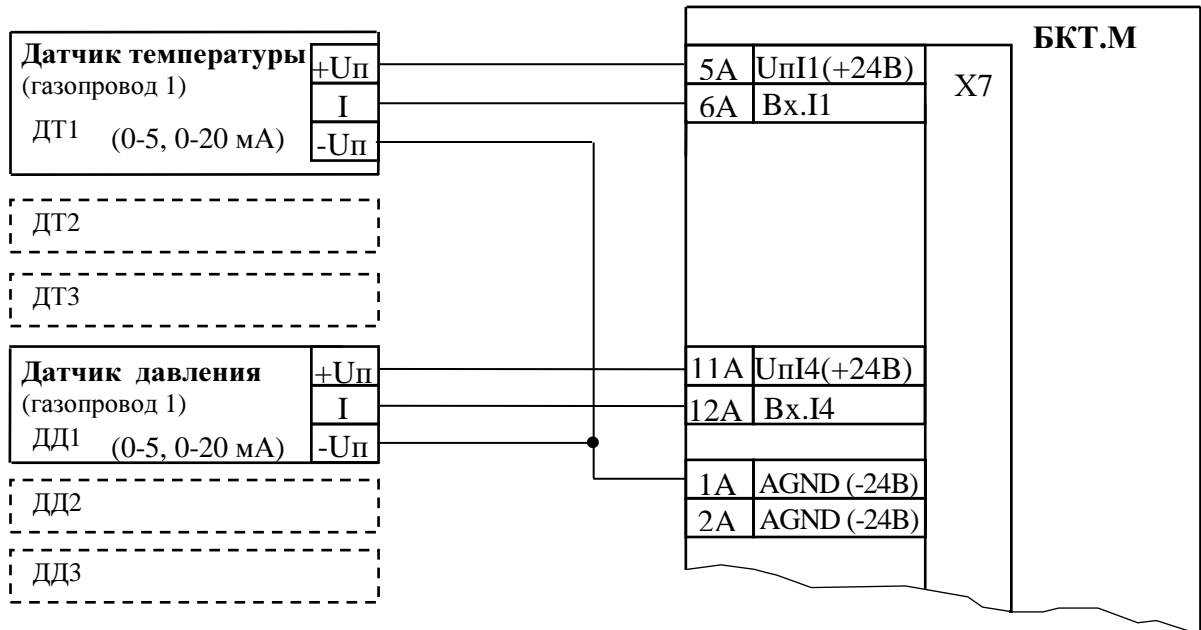 Датчик температуры
(газопровод 1)
ДТ1 (0-5, 0-20 мА)
+Uп
I
-Uп
ДТ2
ДТ3
Датчик давления
(газопровод 1)
ДД1 (0-5, 0-20 мА)
+Uп
I
-Uп
ДД2
ДД3
БКТ.М
X7
5А UпI1(+24В)
6А Вх.I1
11А UпI4(+24В)
12А Вх.I4
1А AGND (-24В)
2А AGND (-24В)